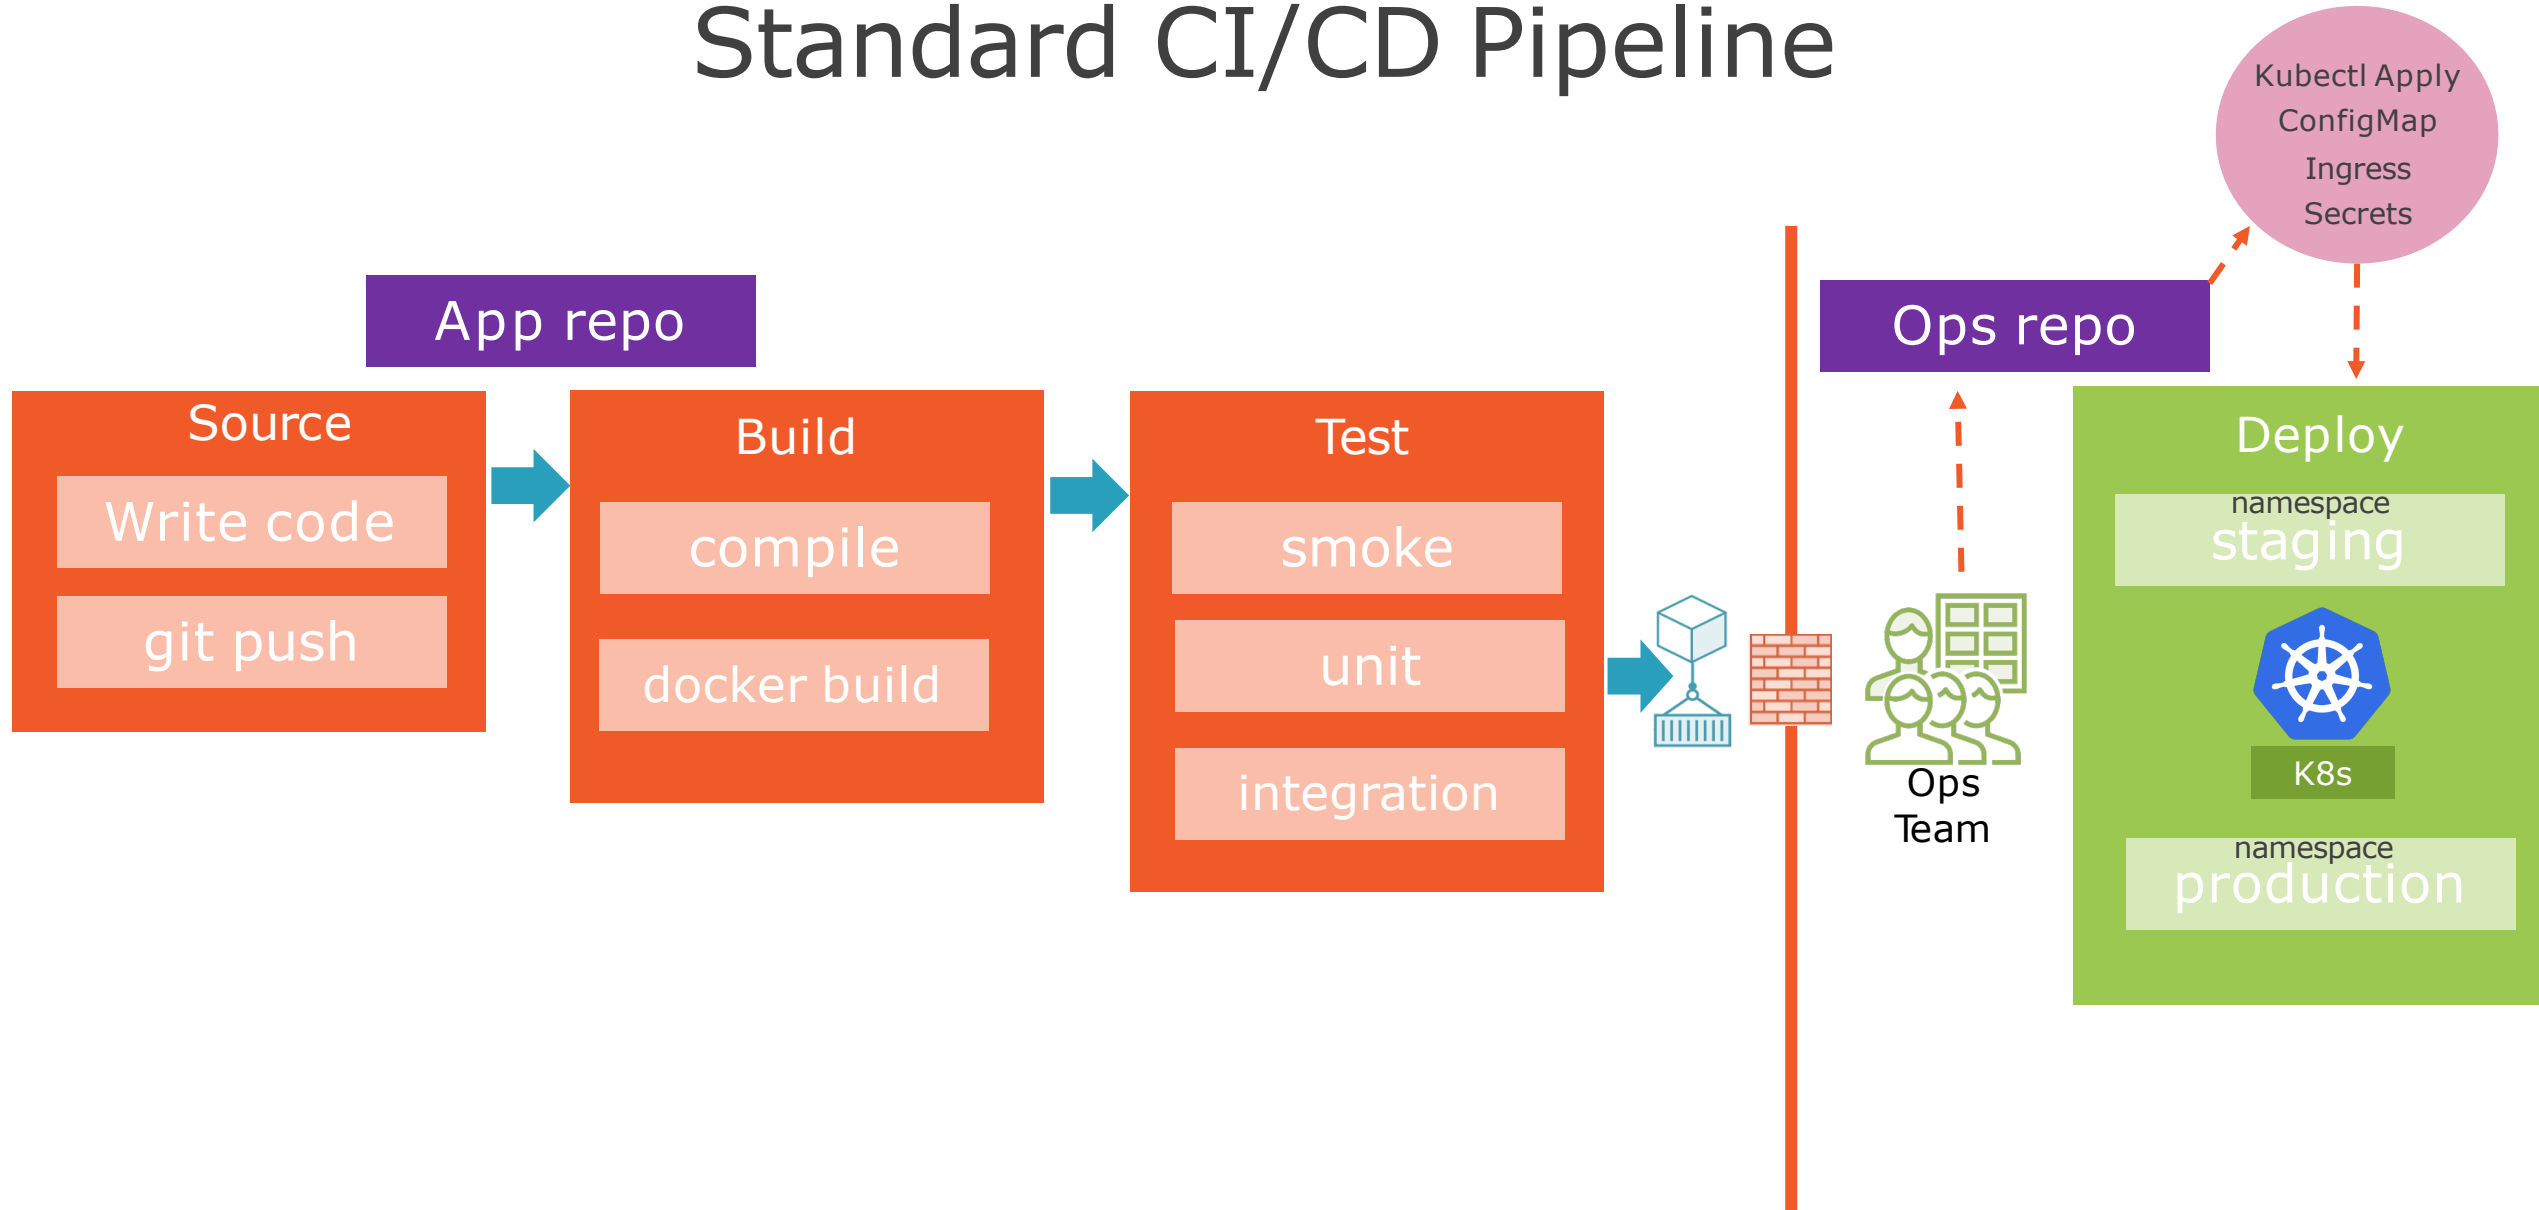 Standard CI/CD Pipeline
Kubectl Apply
ConfigMap
Ingress
Secrets
App repo
Ops repo
Source
Write code
git push
Build
compile
docker build
Test
smoke
unit
integration
Ops
Team
Deploy
namespace
staging
K8s
namespace
production